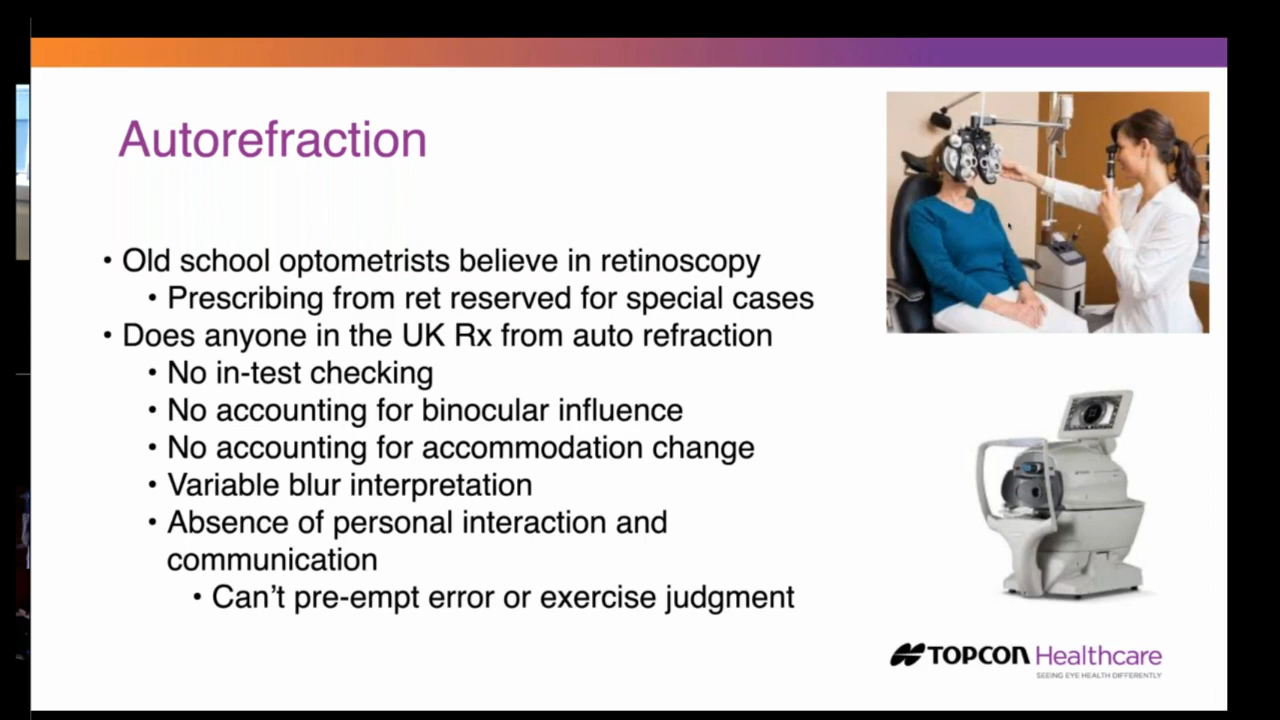 Autorefraction
• Old school optometrists believe in retinoscopy
• Prescribing from ret reserved for special cases
• Does anyone in the UK Rx from auto refraction
• No in-test checking
• No accounting for binocular influence
• No accounting for accommodation change
• Variable blur interpretation
• Absence of personal interaction and
communication
• Can’t pre-empt error or exercise judgment
TOPCON Healthcare
SEEING EYE HEALTH DIFFERENTLY